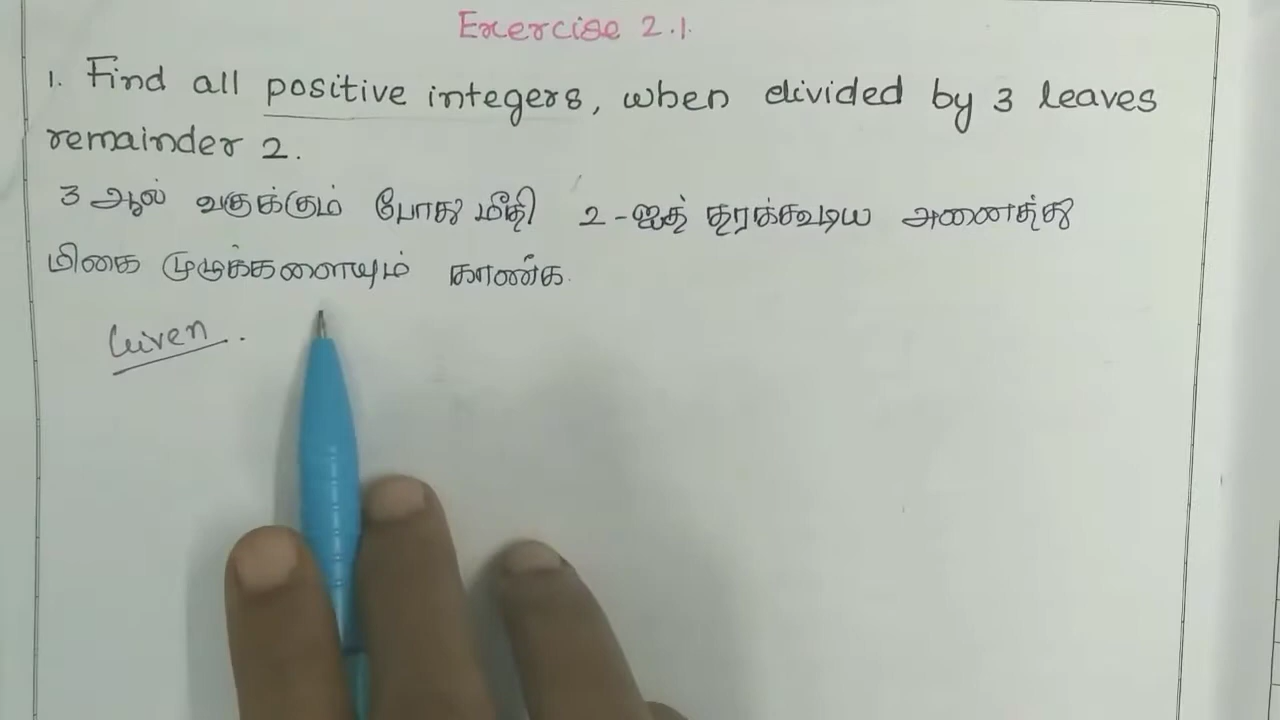 Exercise 2.1.
1. Find all positive integers, when divided by 3 leaves
remainder 2.
3 ஆல் வகுக்கும் போது மீதி 2 -ஐத் தரக்கூடிய அனைத்து
மிகை முழுக்களையும் காண்க.
Given.